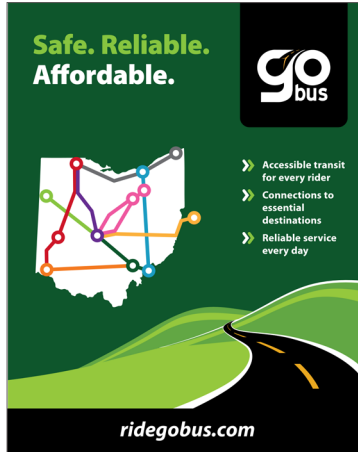 Safe. Reliable.
Affordable.
go
bus
Accessible transit
for every rider
Connections to
essential
destinations
Reliable service
every day
ridegobus.com